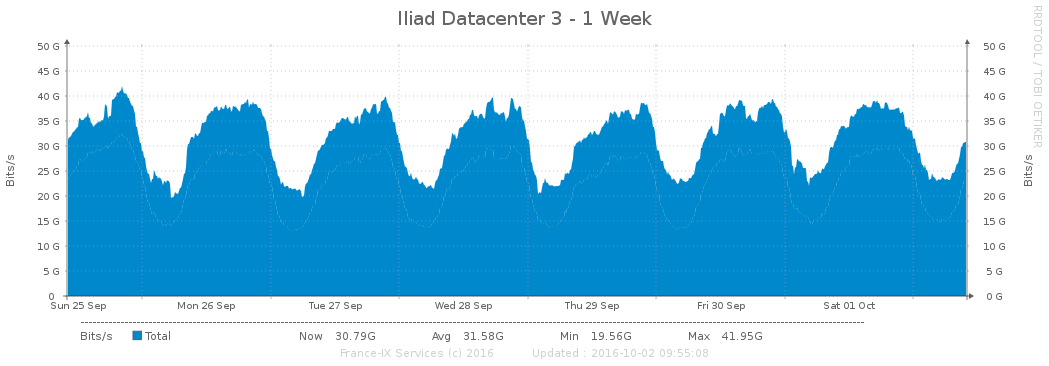 Iliad Datacenter 3 - 1 Week
RRDTOOL / TOBI OETIKER
Bits/s
50 G 50 G
45 G 45 G
40 G 40 G
35 G 35 G
30 G 30 G
25 G 25 G
20 G 20 G
15 G 15 G
10 G 10 G
5 G 5 G
0 0 G
Bits/s
Sun 25 Sep Mon 26 Sep Tue 27 Sep Wed 28 Sep Thu 29 Sep Fri 30 Sep Sat 01 Oct
Bits/s Total Now 30.79G Avg 31.58G Min 19.56G Max 41.95G
France-IX Services (c) 2016 Updated : 2016-10-02 09:55:08